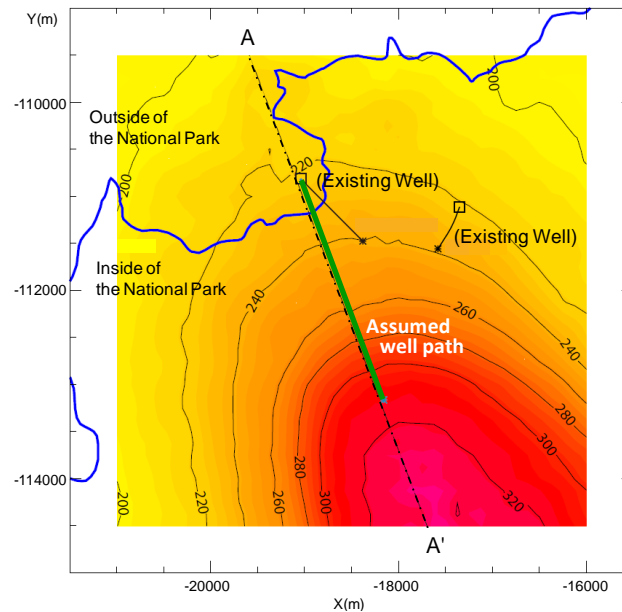 Y(m)
A
-110000
Outside of
the National Park
200
200
220
(Existing Well)
(Existing Well)
Inside of
the National Park
-112000
240
260
240
Assumed
well path
280
300
-114000
200
220
260
280
300
320
A'
-20000
-18000
-16000
X(m)